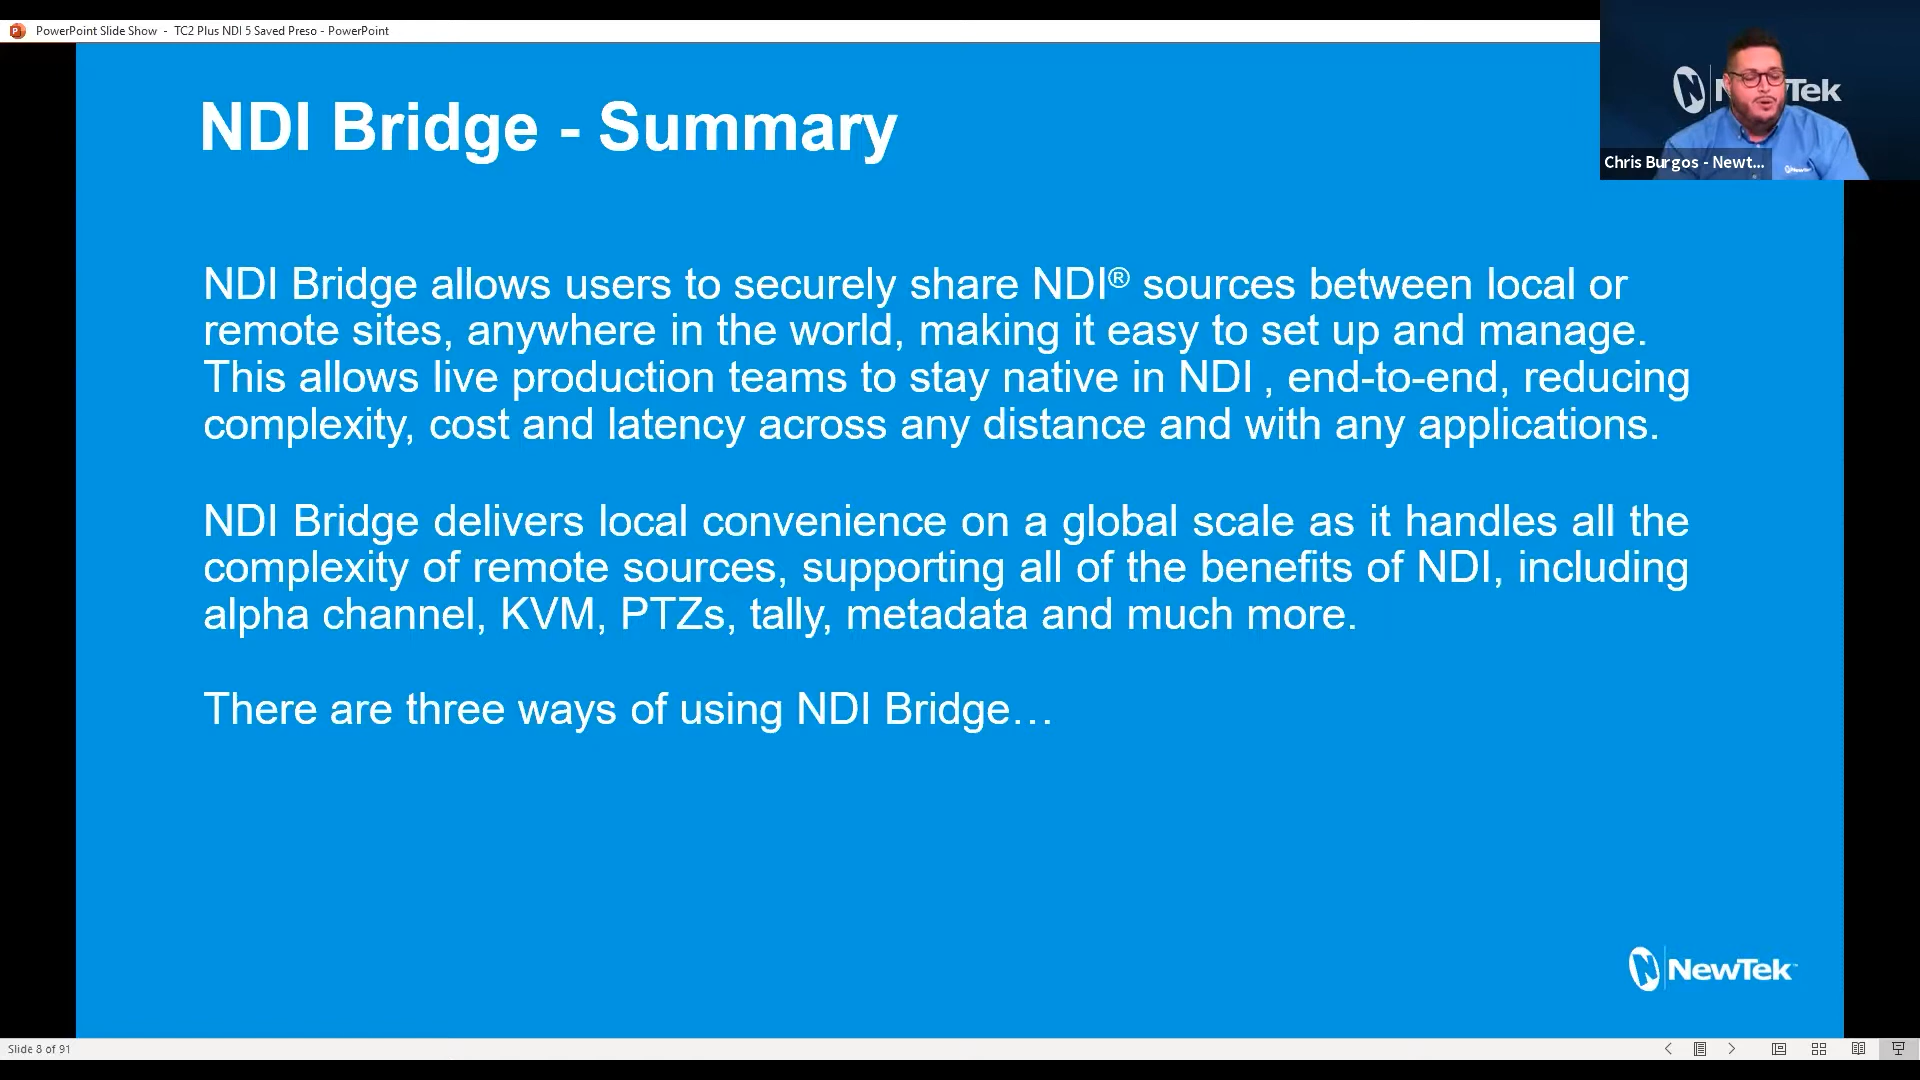 PowerPoint Slide Show - TC2 Plus NDI 5 Saved Preso - PowerPoint
NewTek
Chris Burgos - Newt...
NDI Bridge - Summary
NDI Bridge allows users to securely share NDI® sources between local or
remote sites, anywhere in the world, making it easy to set up and manage.
This allows live production teams to stay native in NDI , end-to-end, reducing
complexity, cost and latency across any distance and with any applications.
NDI Bridge delivers local convenience on a global scale as it handles all the
complexity of remote sources, supporting all of the benefits of NDI, including
alpha channel, KVM, PTZs, tally, metadata and much more.
There are three ways of using NDI Bridge…
NewTek™
Slide 8 of 91